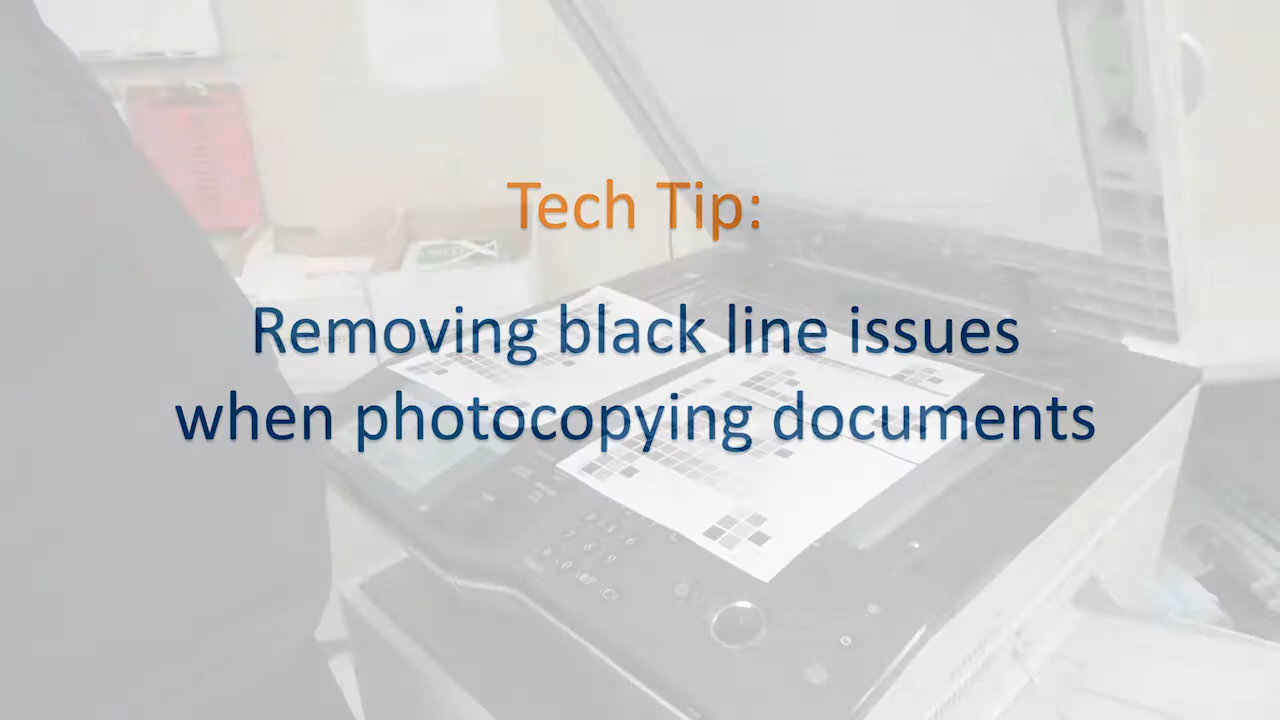 Tech Tip:
Removing black line issues
when photocopying documents